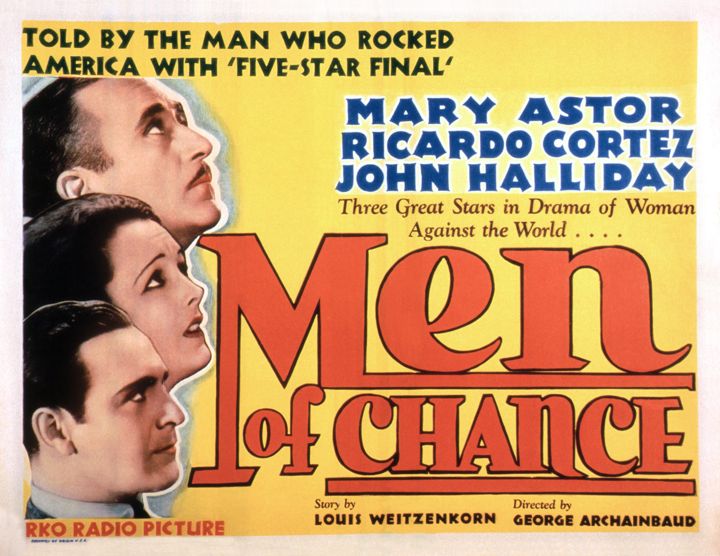 TOLD BY THE MAN WHO ROCKED
AMERICA WITH 'FIVE-STAR FINAL'
MARY ASTOR
RICARDO CORTEZ
JOHN HALLIDAY
Three Great Stars in Drama of Woman
Against the World . . . .
Men
of CHANCE
Story by
LOUIS WEITZENKORN
Directed by
GEORGE ARCHAINBAUD
RKO RADIO PICTURE